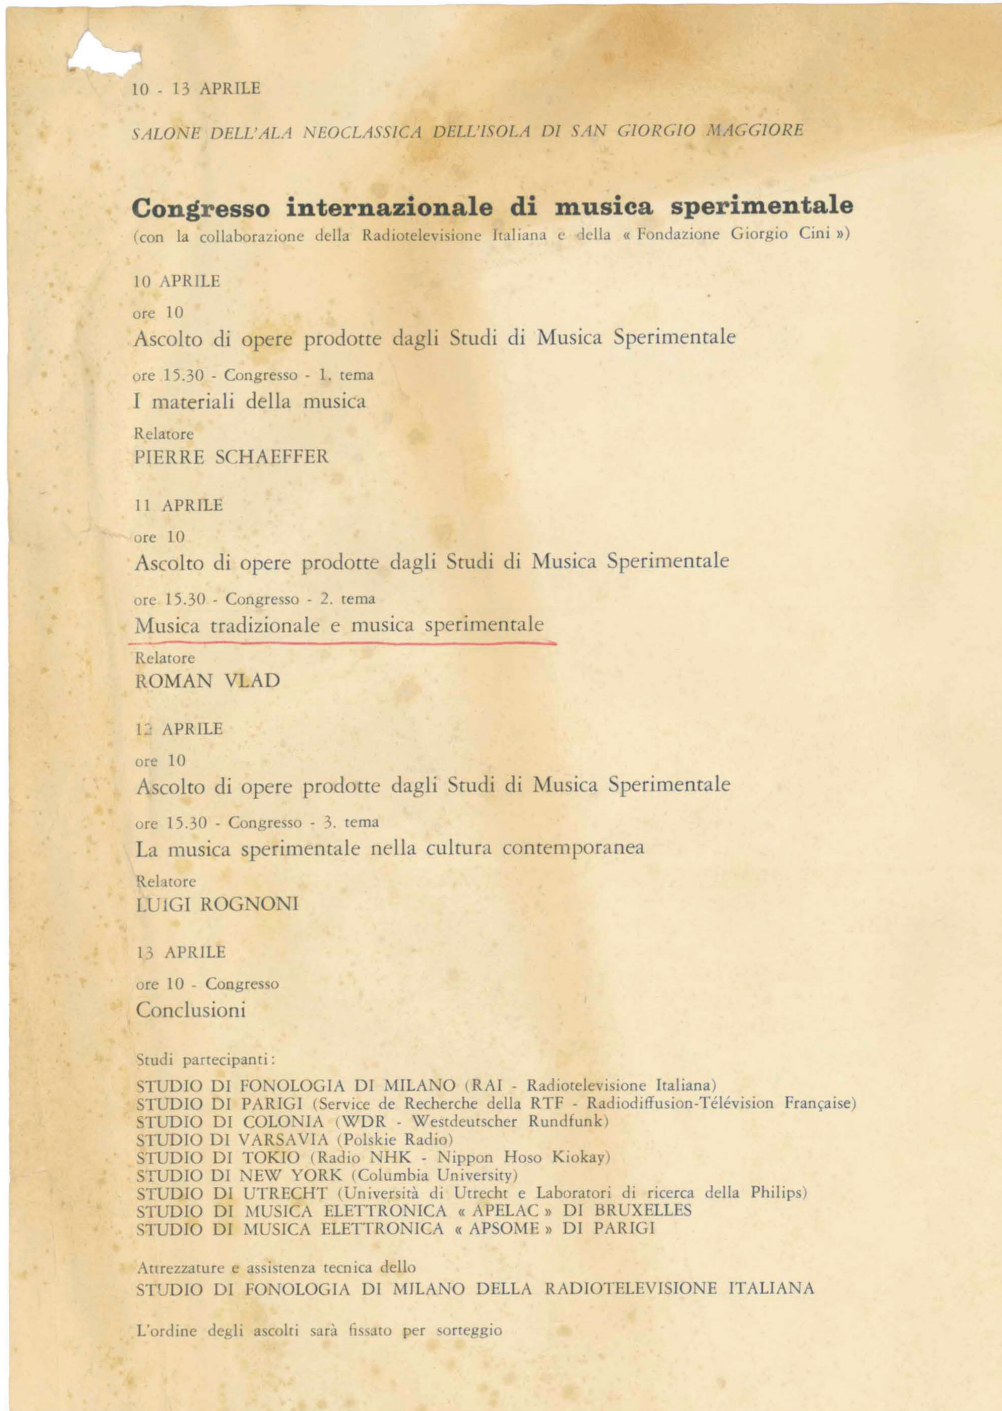 10 - 13 APRILE
SALONE DELL'ALA NEOCLASSICA DELL'ISOLA DI SAN GIORGIO MAGGIORE
Congresso internazionale di musica sperimentale
(con la collaborazione della Radiotelevisione Italiana e della « Fondazione Giorgio Cini »)
10 APRILE
ore 10
Ascolto di opere prodotte dagli Studi di Musica Sperimentale
ore 15.30 - Congresso - 1. tema
I materiali della musica
Relatore
PIERRE SCHAEFFER
11 APRILE
ore 10
Ascolto di opere prodotte dagli Studi di Musica Sperimentale
ore 15.30 - Congresso - 2. tema
Musica tradizionale e musica sperimentale
Relatore
ROMAN VLAD
12 APRILE
ore 10
Ascolto di opere prodotte dagli Studi di Musica Sperimentale
ore 15.30 - Congresso - 3. tema
La musica sperimentale nella cultura contemporanea
Relatore
LUIGI ROGNONI
13 APRILE
ore 10 - Congresso
Conclusioni
Studi partecipanti:
STUDIO DI FONOLOGIA DI MILANO (RAI - Radiotelevisione Italiana)
STUDIO DI PARIGI (Service de Recherche della RTF - Radiodiffusion-Télévision Française)
STUDIO DI COLONIA (WDR - Westdeutscher Rundfunk)
STUDIO DI VARSAVIA (Polskie Radio)
STUDIO DI TOKIO (Radio NHK - Nippon Hoso Kiokay)
STUDIO DI NEW YORK (Columbia University)
STUDIO DI UTRECHT (Università di Utrecht e Laboratori di ricerca della Philips)
STUDIO DI MUSICA ELETTRONICA « APELAC » DI BRUXELLES
STUDIO DI MUSICA ELETTRONICA « APSOME » DI PARIGI
Attrezzature e assistenza tecnica dello
STUDIO DI FONOLOGIA DI MILANO DELLA RADIOTELEVISIONE ITALIANA
L'ordine degli ascolti sarà fissato per sorteggio